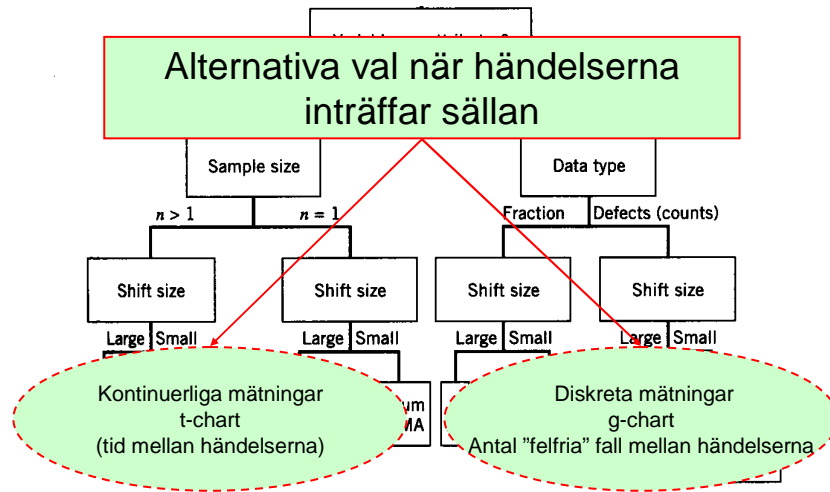 Alternativa val när händelserna
inträffar sällan
Sample size
Data type
n > 1
n = 1
Fraction
Defects (counts)
Shift size
Shift size
Shift size
Shift size
Large
Small
Large
Small
Large
Small
Large
Small
Kontinuerliga mätningar
t-chart
(tid mellan händelserna)
um
MA
Diskreta mätningar
g-chart
Antal ”felfria” fall mellan händelserna